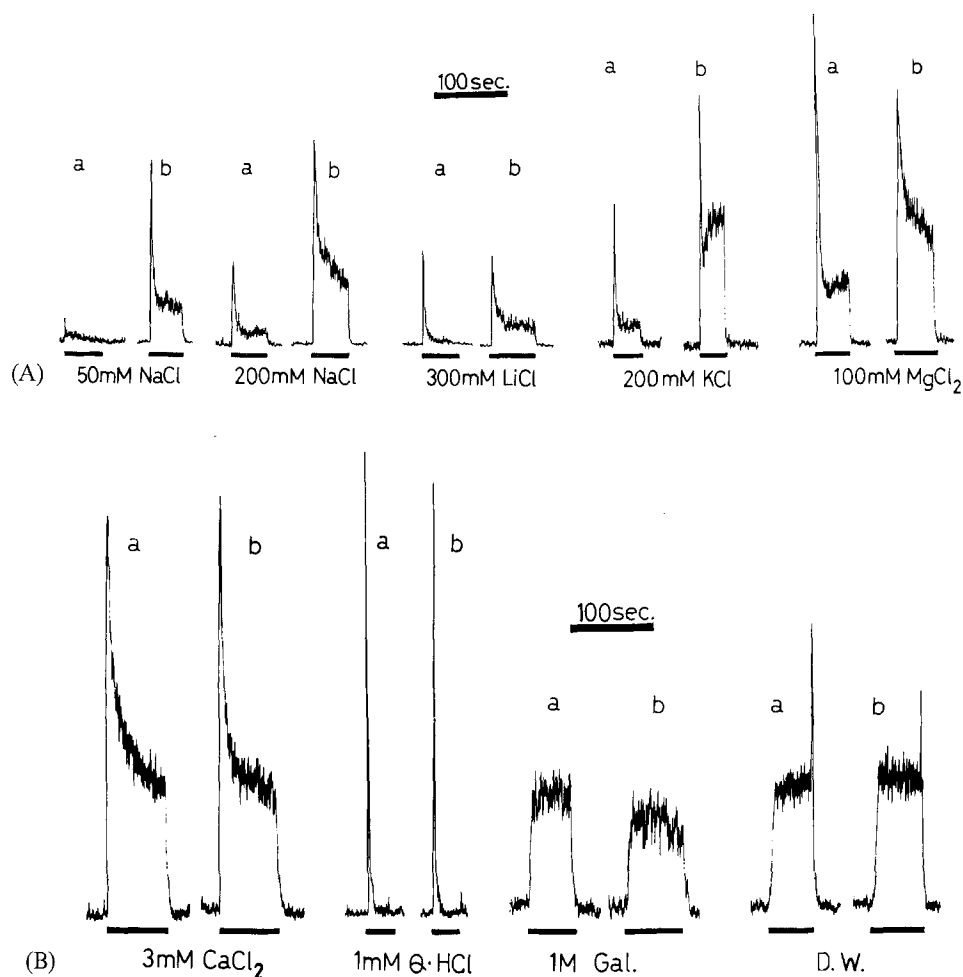 100sec.
a b a b a b a b a b
50mM NaCl 200mM NaCl 300mM LiCl 200mM KCl 100mM MgCl₂
(A)
a b a b
100sec.
a b a b
3mM CaCl₂ 1mM Q·HCl 1M Gal. D.W.
(B)